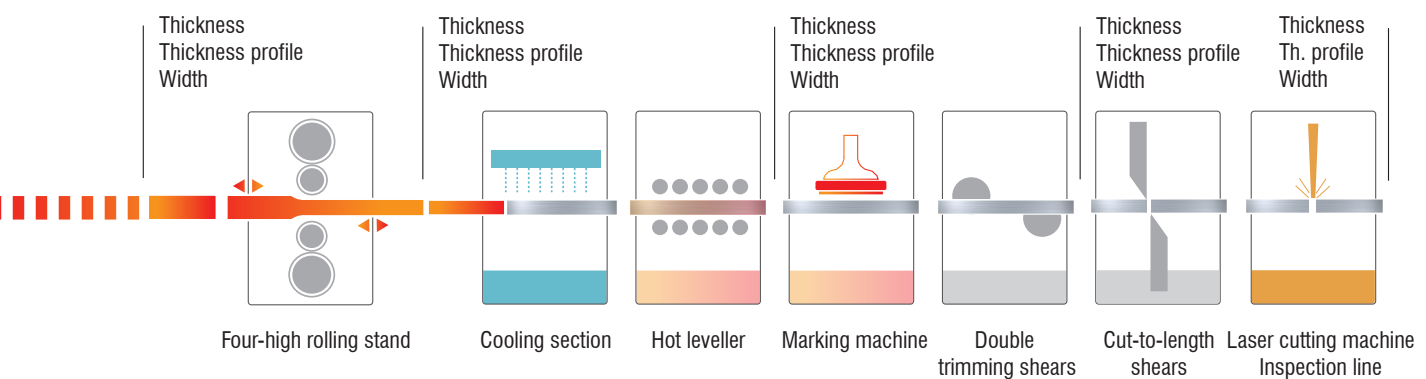 Thickness
Thickness profile
Width
Thickness
Thickness profile
Width
Thickness
Thickness profile
Width
Thickness
Thickness profile
Width
Thickness
Th. profile
Width
Four-high rolling stand
Cooling section
Hot leveller
Marking machine
Double
trimming shears
Cut-to-length
shears
Laser cutting machine
Inspection line